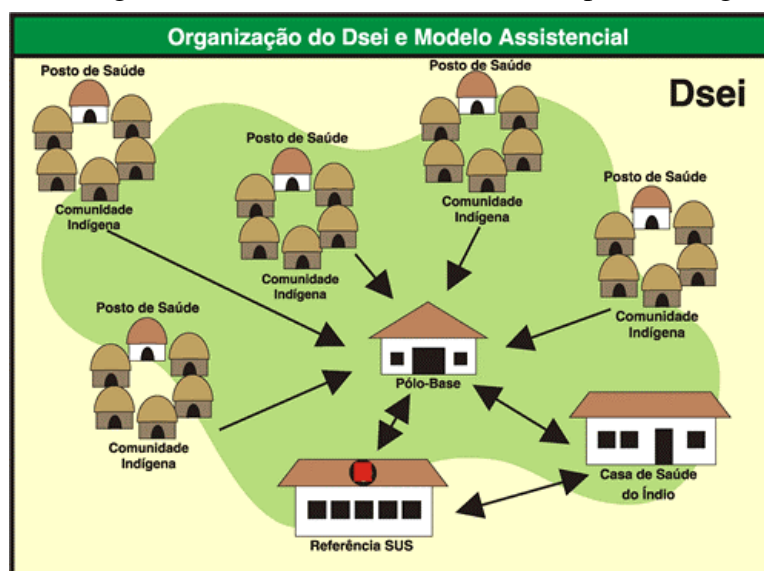 Organização do Dsei e Modelo Assistencial
Dsei
Posto de Saúde
Comunidade
Indígena
Posto de Saúde
Comunidade
Indígena
Posto de Saúde
Posto de Saúde
Comunidade
Indígena
Posto de Saúde
Comunidade
Indígena
Pólo-Base
Casa de Saúde
do Índio
Referência SUS